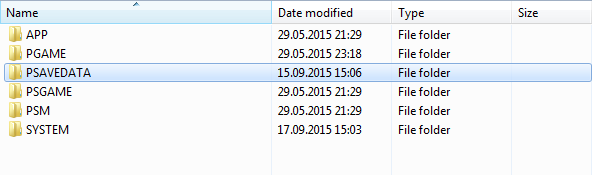 Name Date modified Type Size
APP 29.05.2015 21:29 File folder
PGAME 29.05.2015 23:18 File folder
PSAVEDATA 15.09.2015 15:06 File folder
PSGAME 29.05.2015 21:29 File folder
PSM 29.05.2015 21:29 File folder
SYSTEM 17.09.2015 15:03 File folder